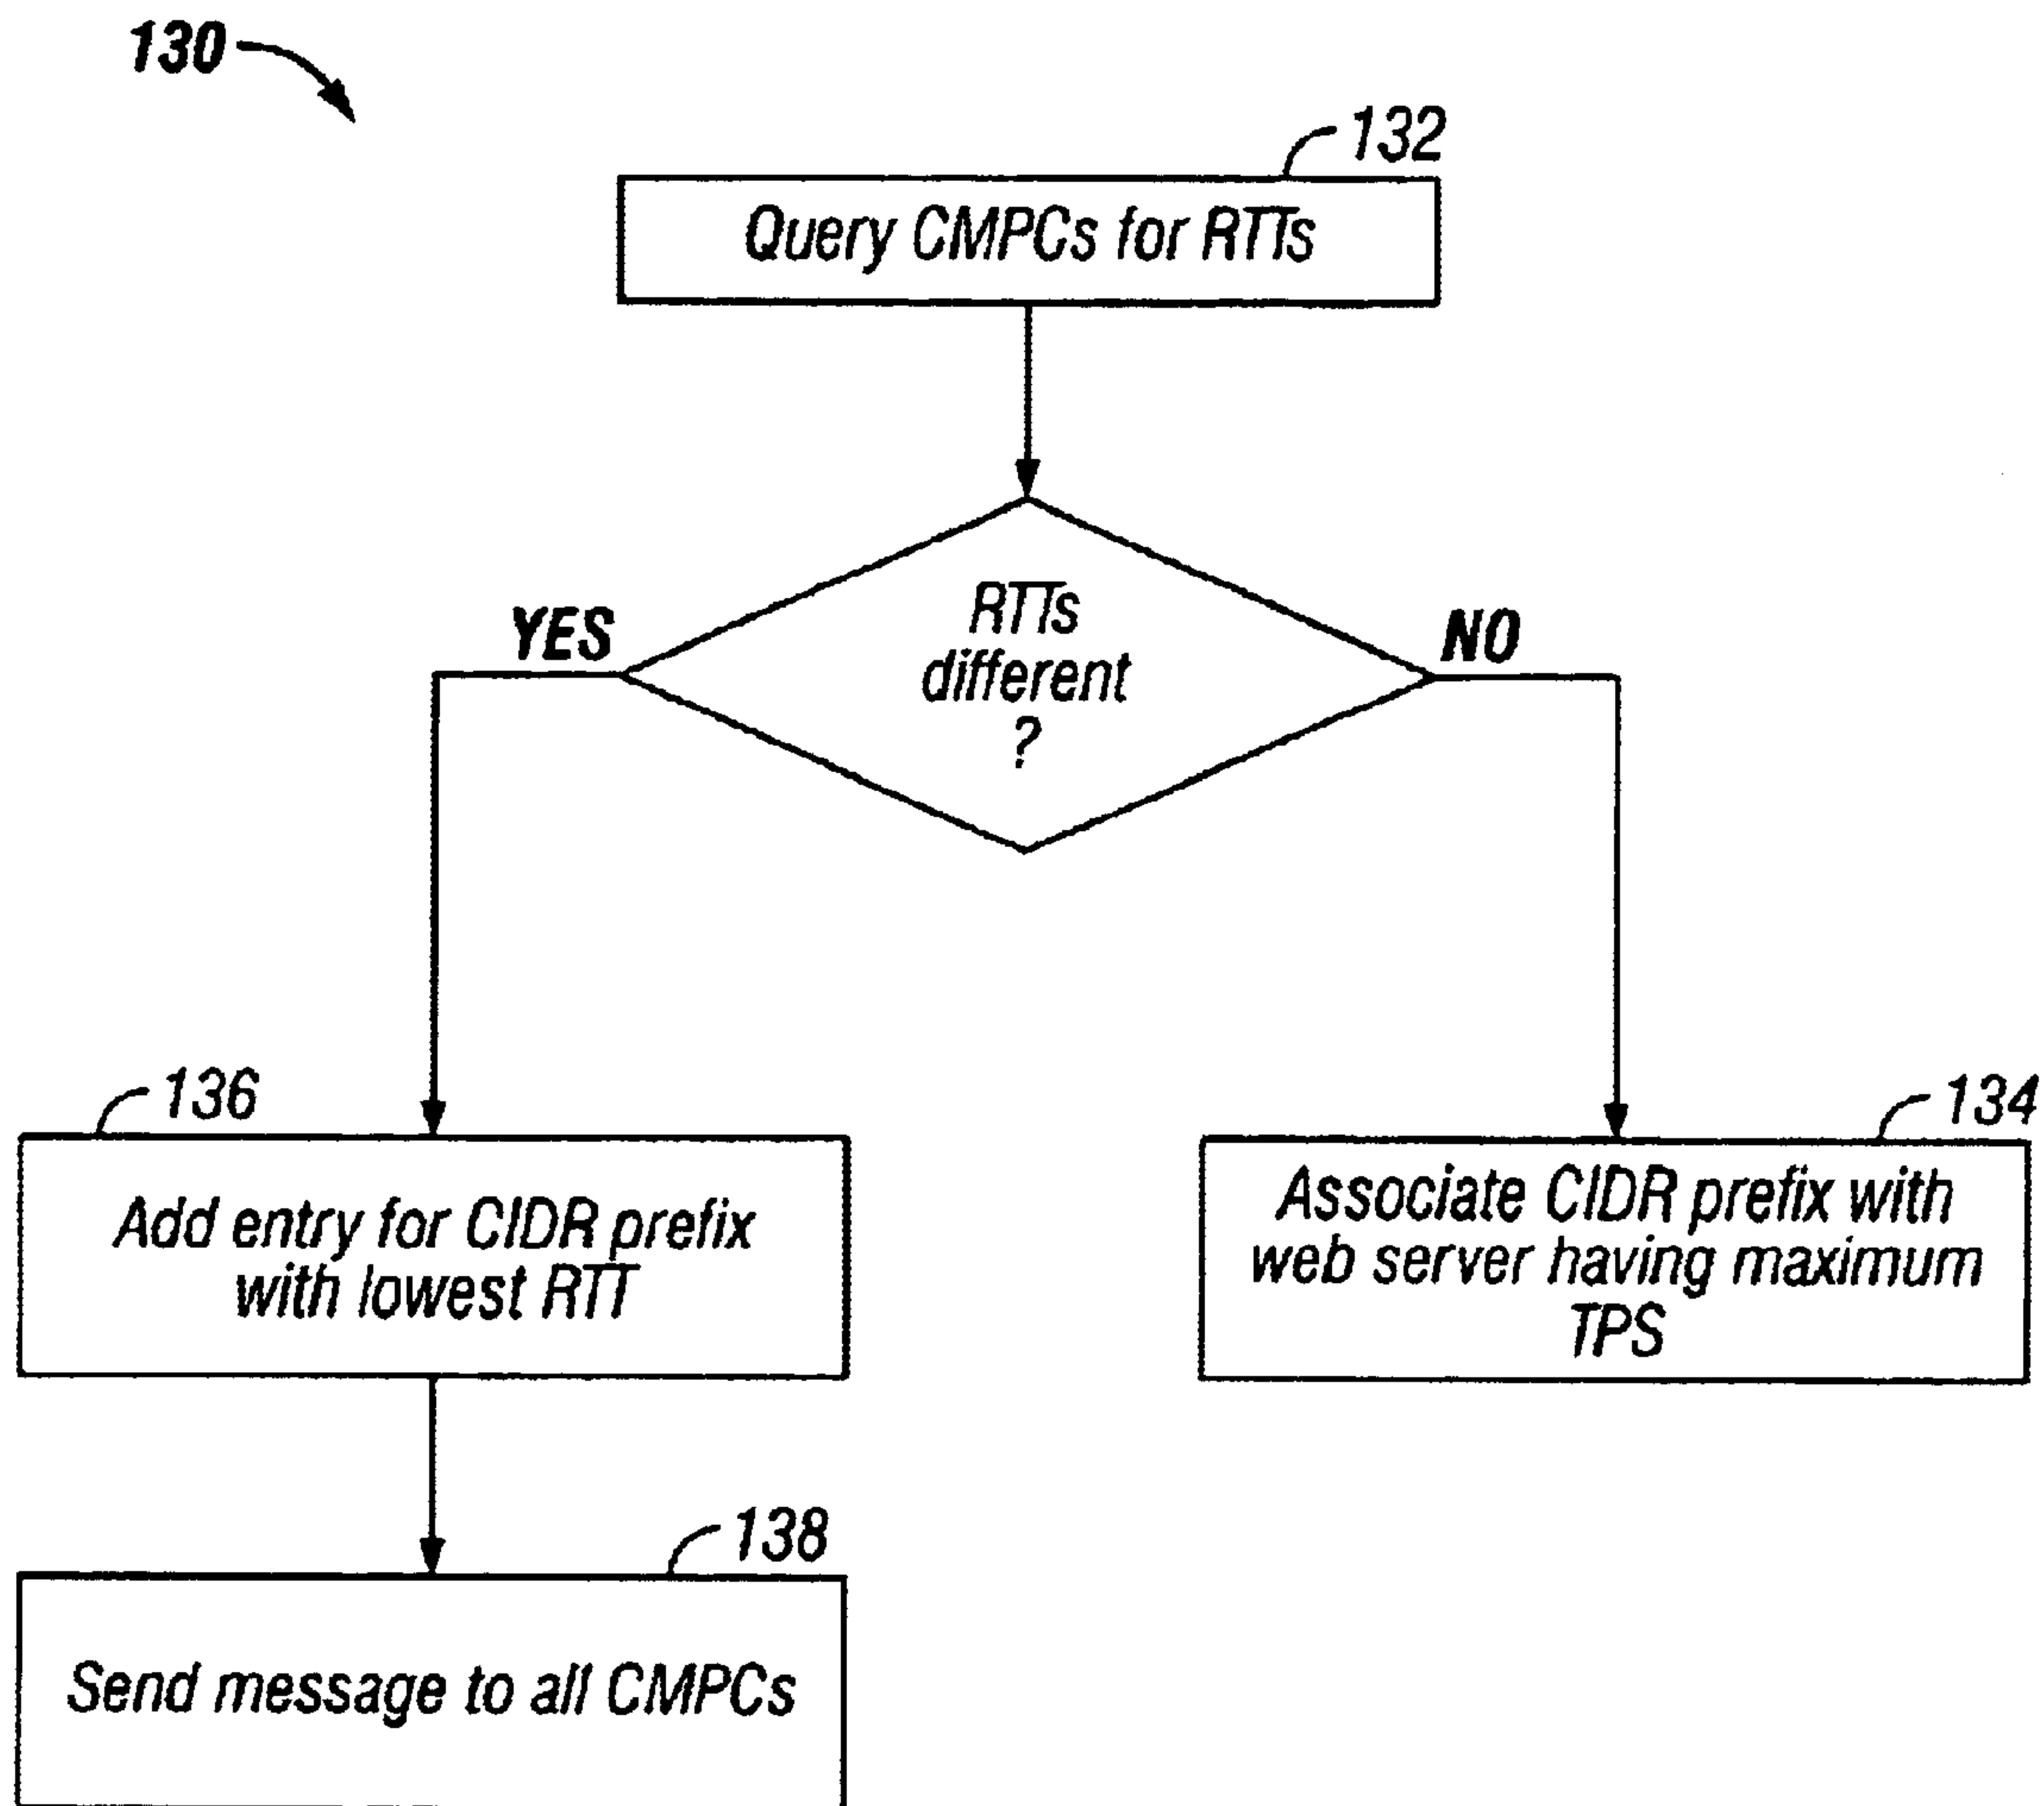 130
132
Query CMPCs for RTTs
RTTs
different
?
YES
NO
136
134
Add entry for CIDR prefix
with lowest RTT
Associate CIDR prefix with
web server having maximum
TPS
138
Send message to all CMPCs